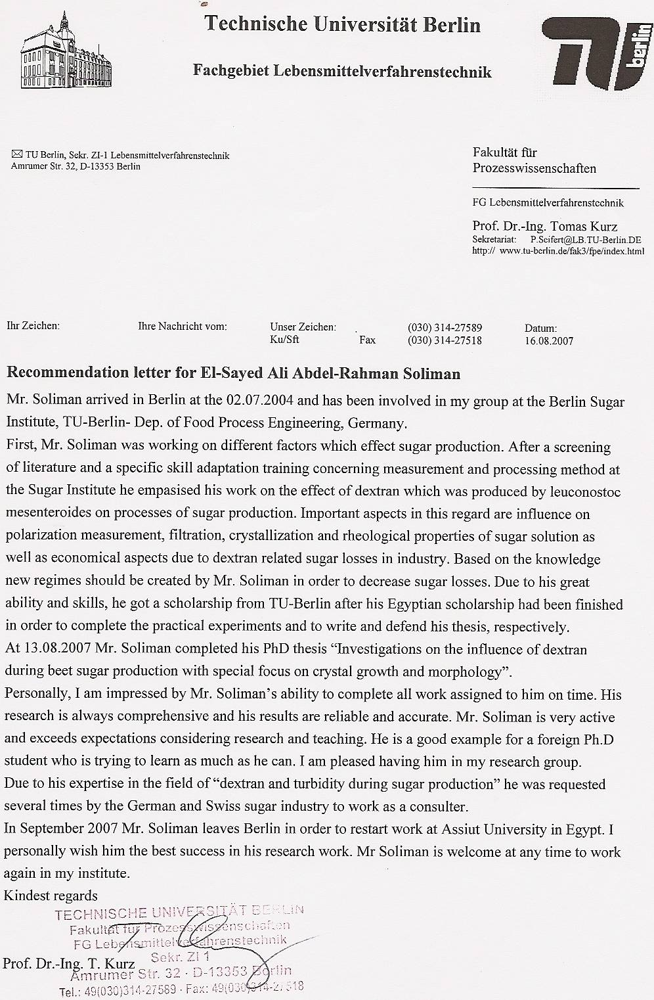 Technische Universität Berlin
Fachgebiet Lebensmittelverfahrenstechnik
TU berlin
TU Berlin, Sekr. ZI-1 Lebensmittelverfahrenstechnik
Amrumer Str. 32, D-13353 Berlin
Fakultät für
Prozesswissenschaften
FG Lebensmittelverfahrenstechnik
Prof. Dr.-Ing. Tomas Kurz
Sekretariat: P.Seifert@LB.TU-Berlin.DE
http:// www.tu-berlin.de/fak3/fpe/index.html
Ihr Zeichen: Ihre Nachricht vom: Unser Zeichen: (030) 314-27589 Datum:
Ku/Sft Fax (030) 314-27518 16.08.2007
Recommendation letter for El-Sayed Ali Abdel-Rahman Soliman
Mr. Soliman arrived in Berlin at the 02.07.2004 and has been involved in my group at the Berlin Sugar
Institute, TU-Berlin- Dep. of Food Process Engineering, Germany.
First, Mr. Soliman was working on different factors which effect sugar production. After a screening
of literature and a specific skill adaptation training concerning measurement and processing method at
the Sugar Institute he empasised his work on the effect of dextran which was produced by leuconostoc
mesenteroides on processes of sugar production. Important aspects in this regard are influence on
polarization measurement, filtration, crystallization and rheological properties of sugar solution as
well as economical aspects due to dextran related sugar losses in industry. Based on the knowledge
new regimes should be created by Mr. Soliman in order to decrease sugar losses. Due to his great
ability and skills, he got a scholarship from TU-Berlin after his Egyptian scholarship had been finished
in order to complete the practical experiments and to write and defend his thesis, respectively.
At 13.08.2007 Mr. Soliman completed his PhD thesis “Investigations on the influence of dextran
during beet sugar production with special focus on crystal growth and morphology”.
Personally, I am impressed by Mr. Soliman’s ability to complete all work assigned to him on time. His
research is always comprehensive and his results are reliable and accurate. Mr. Soliman is very active
and exceeds expectations considering research and teaching. He is a good example for a foreign Ph.D
student who is trying to learn as much as he can. I am pleased having him in my research group.
Due to his expertise in the field of “dextran and turbidity during sugar production” he was requested
several times by the German and Swiss sugar industry to work as a consulter.
In September 2007 Mr. Soliman leaves Berlin in order to restart work at Assiut University in Egypt. I
personally wish him the best success in his research work. Mr Soliman is welcome at any time to work
again in my institute.
Kindest regards
TECHNISCHE UNIVERSITÄT BERLIN
Fakultät für Prozesswissenschaften
FG Lebensmittelverfahrenstechnik
Sekr. ZI 1
Prof. Dr.-Ing. T. Kurz
Amrumer Str. 32 · D-13353 Berlin
Tel.: 49(030)314-27589 · Fax: 49(030)314-27518